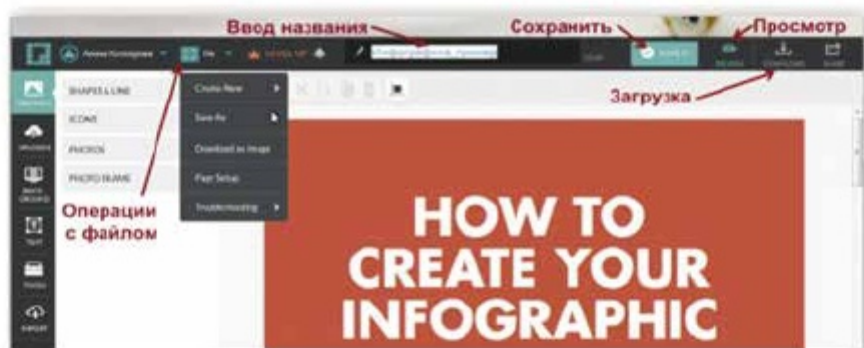 Ввод названия
Сохранить
Просмотр
Загрузка
SHAPES & LINE
ICONS
PHOTOS
PHOTO FRAME
Create New
Save As
Download as Image
Page Setup
Troubleshooting
Операции
с файлом
TEXT
HOW TO
CREATE YOUR
INFOGRAPHIC